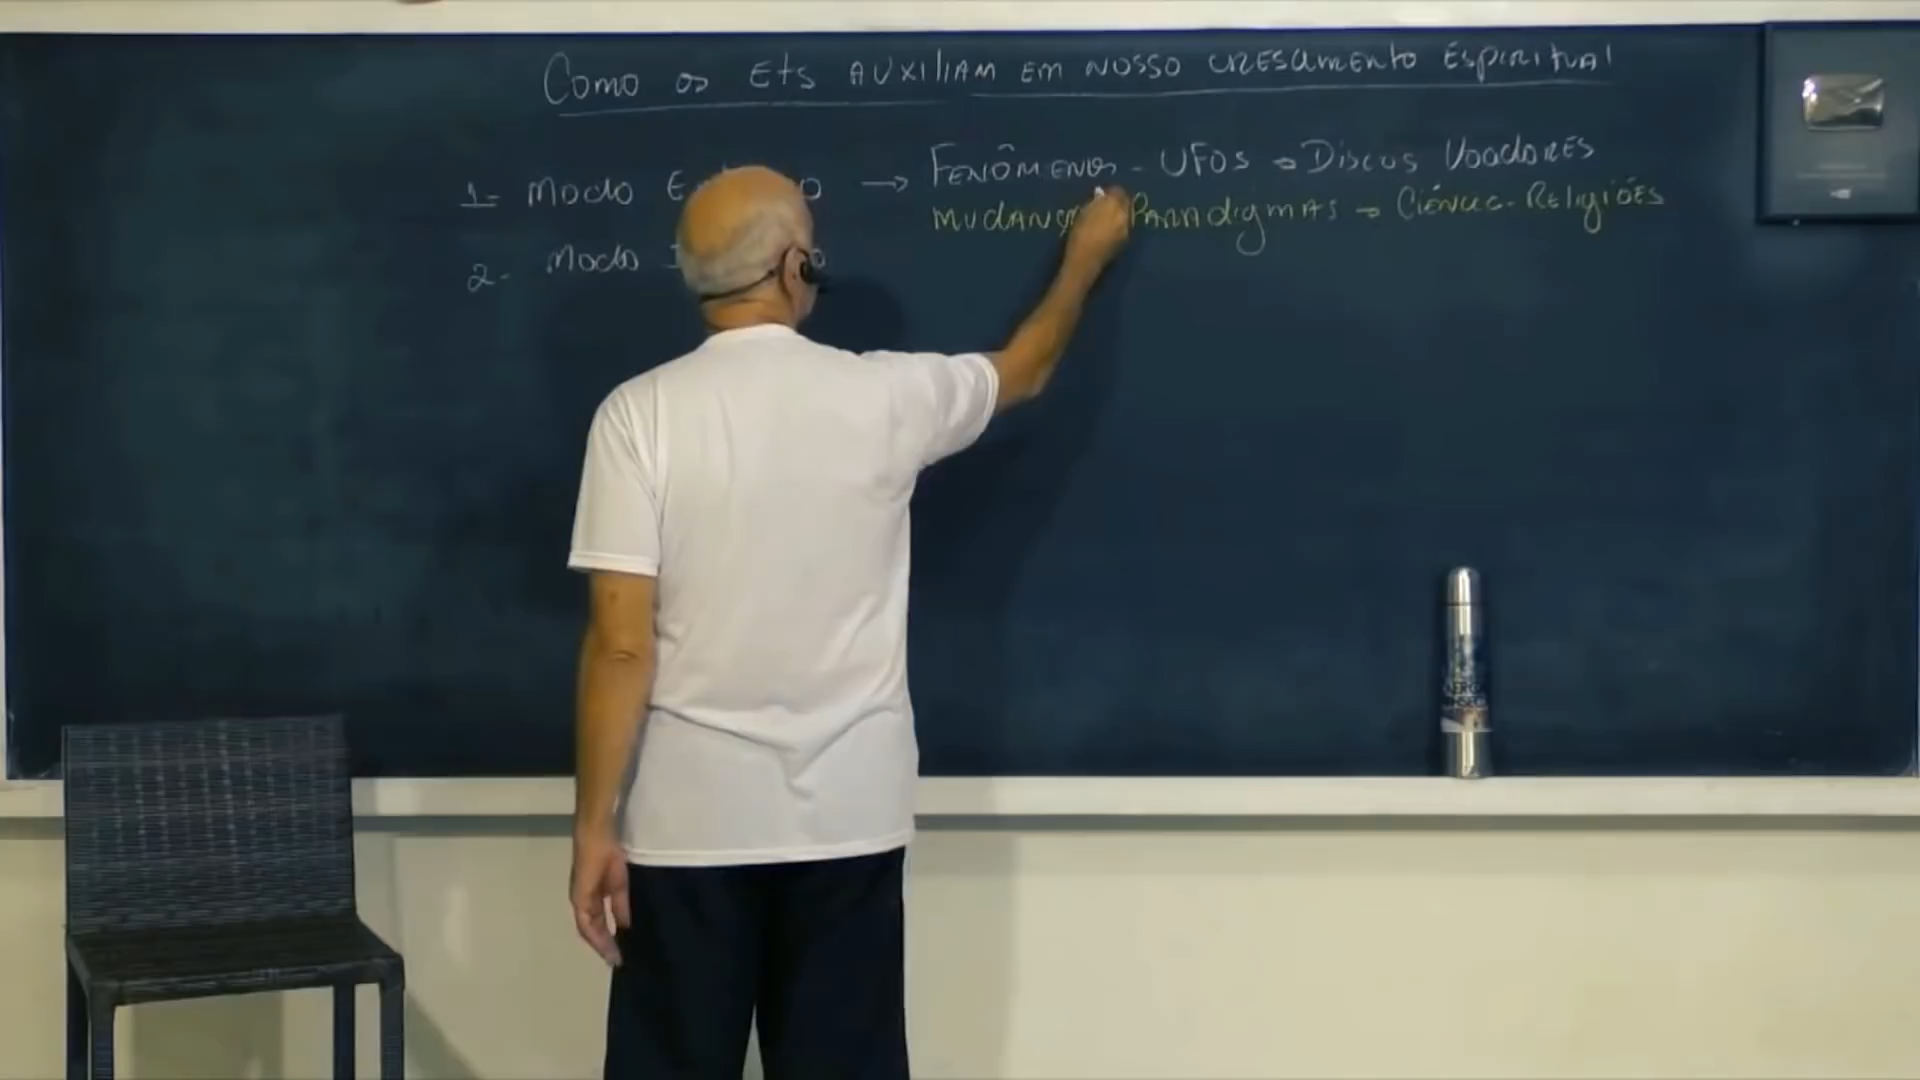 Como os Ets AUXILIAM EM NOSSO CRESCIMENTO ESPIRITUAL
1- Modo → FENÔMENOS - UFOS → DISCOS VOADORES
MUDANÇA PARADIGMAS → CIÊNCIA - RELIGIÕES
2- Modo